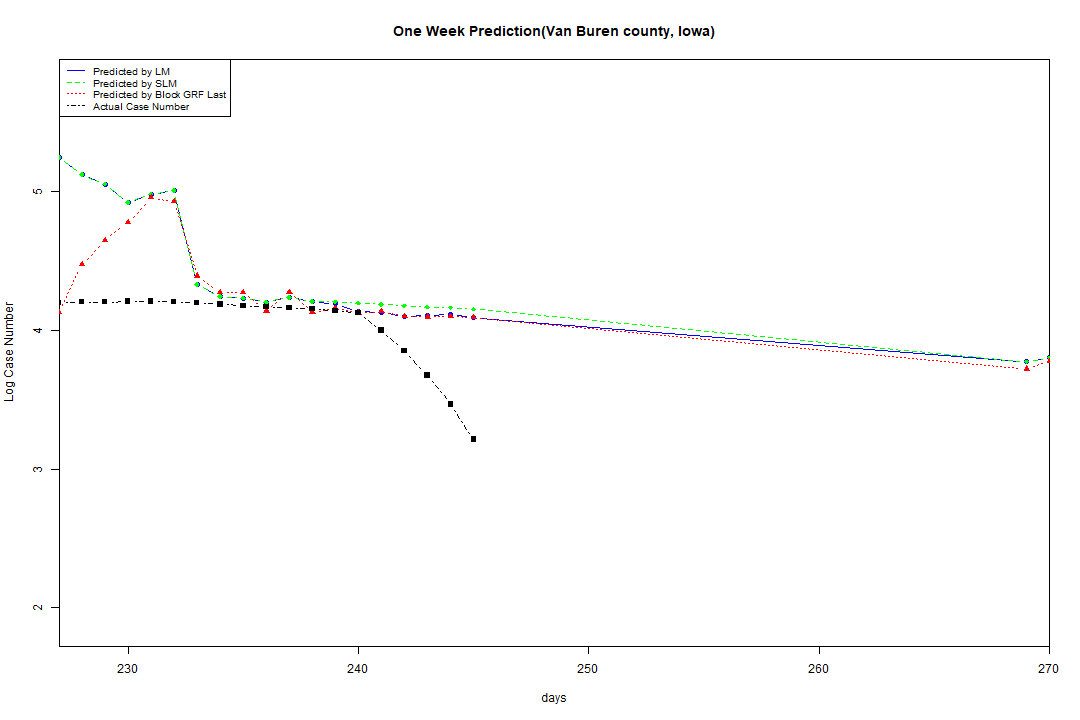 One Week Prediction(Van Buren county, Iowa)
Predicted by LM
Predicted by SLM
Predicted by Block GRF Last
Actual Case Number
5
4
3
2
Log Case Number
230
240
250
260
270
days